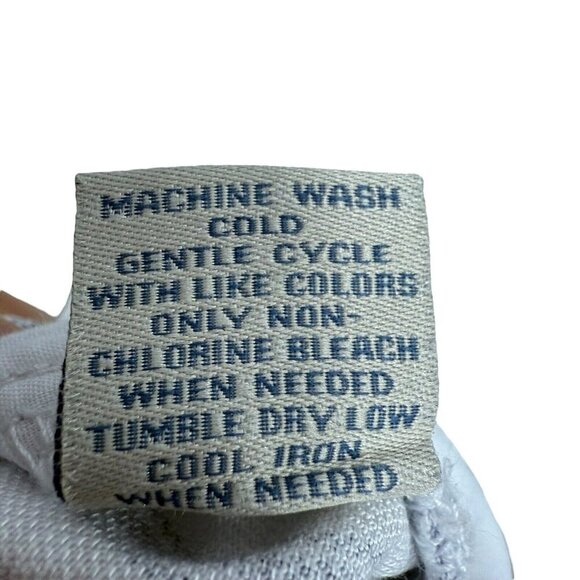 MACHINE WASH
COLD
GENTLE CYCLE
WITH LIKE COLORS
ONLY NON-
CHLORINE BLEACH
WHEN NEEDED
TUMBLE DRY LOW
COOL IRON
WHEN NEEDED